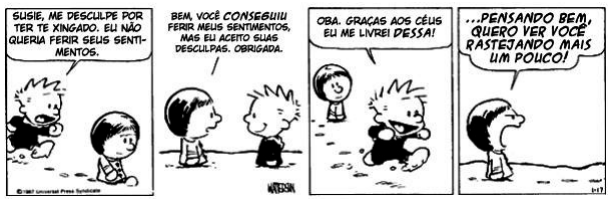 SUSIE, ME DESCULPE POR
TER TE XINGADO. EU NÃO
QUERIA FERIR SEUS SENTI-
MENTOS.
© 1987 Universal Press Syndicate
BEM, VOCÊ CONSEGUIU
FERIR MEUS SENTIMENTOS,
MAS EU ACEITO SUAS
DESCULPAS. OBRIGADA.
WATTERSON
OBA. GRAÇAS AOS CÉUS
EU ME LIVREI DESSA!
...PENSANDO BEM,
QUERO VER VOCÊ
RASTEJANDO MAIS
UM POUCO!
1-17